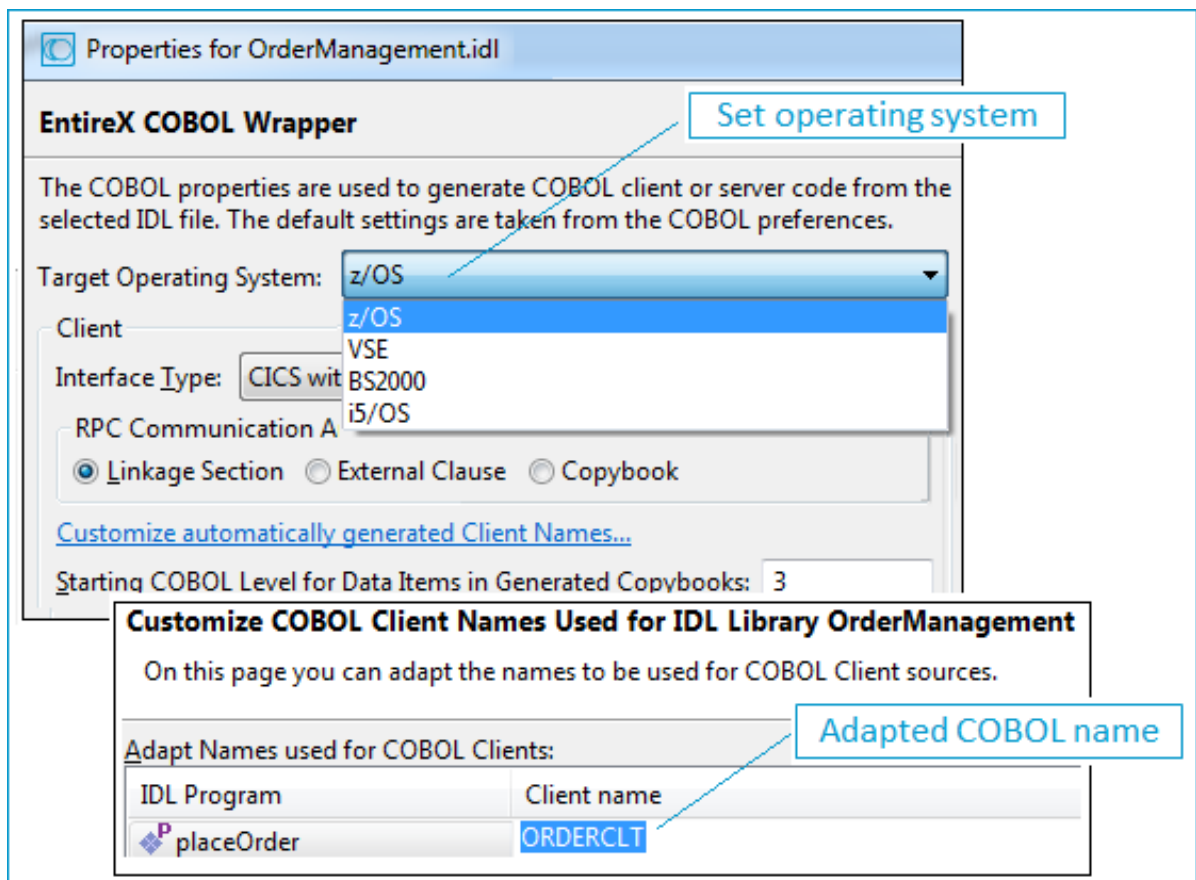 Properties for OrderManagement.idl
EntireX COBOL Wrapper
Set operating system
The COBOL properties are used to generate COBOL client or server code from the
selected IDL file. The default settings are taken from the COBOL preferences.
Target Operating System: z/OS
z/OS
VSE
BS2000
i5/OS
Client
Interface Type: CICS wit
RPC Communication A
Linkage Section External Clause Copybook
Customize automatically generated Client Names...
Starting COBOL Level for Data Items in Generated Copybooks: 3
Customize COBOL Client Names Used for IDL Library OrderManagement
On this page you can adapt the names to be used for COBOL Client sources.
Adapted COBOL name
Adapt Names used for COBOL Clients:
IDL Program Client name
placeOrder ORDERCLT